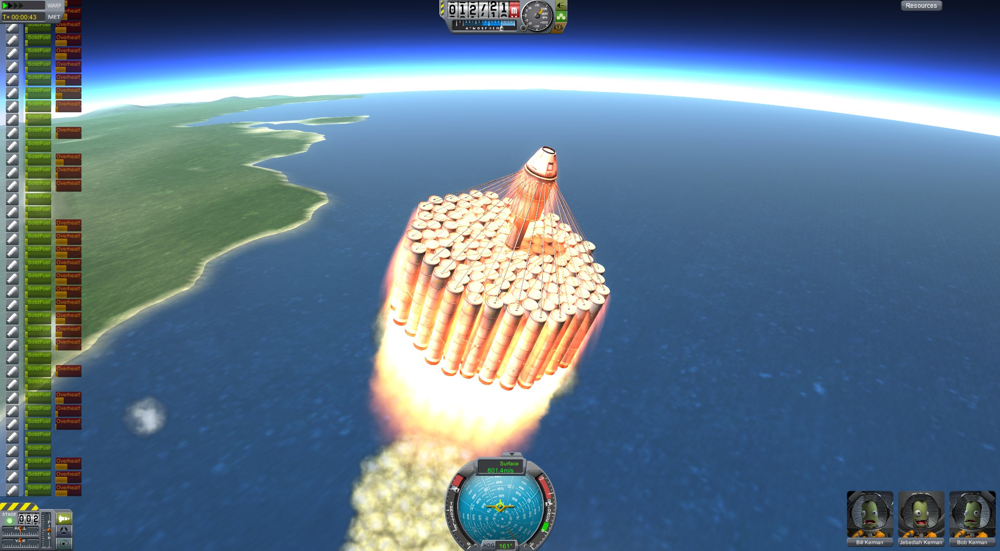 WARP
Overheat!
T+ 00:00:43 MET
SolidFuel Overheat!
SolidFuel Overheat!
SolidFuel Overheat!
SolidFuel Overheat!
SolidFuel Overheat!
SolidFuel Overheat!
SolidFuel Overheat!
SolidFuel
SolidFuel Overheat!
SolidFuel
SolidFuel Overheat!
SolidFuel Overheat!
SolidFuel Overheat!
SolidFuel
SolidFuel
SolidFuel Overheat!
SolidFuel Overheat!
SolidFuel Overheat!
SolidFuel Overheat!
SolidFuel Overheat!
SolidFuel Overheat!
SolidFuel Overheat!
SolidFuel Overheat!
SolidFuel Overheat!
SolidFuel Overheat!
SolidFuel
SolidFuel Overheat!
SolidFuel
SolidFuel Overheat!
SolidFuel Overheat!
SolidFuel Overheat!
SolidFuel
SolidFuel
SolidFuel Overheat!
SolidFuel Overheat!
SolidFuel Overheat!
STAGE
002
ROLL
YAW
PITCH
m
ATMOSPHERE
Resources
Surface
801.4m/s
THROTTLE
G FORCE
HDG 161°
Bill Kerman
Jebediah Kerman
Bob Kerman